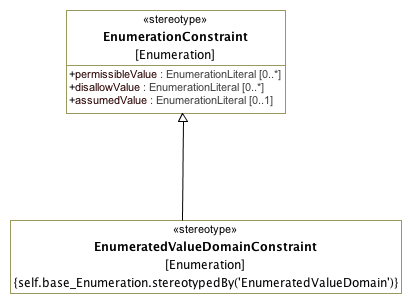 «stereotype»
EnumerationConstraint
[Enumeration]
+permissibleValue : EnumerationLiteral [0..*]
+disallowValue : EnumerationLiteral [0..*]
+assumedValue : EnumerationLiteral [0..1]
«stereotype»
EnumeratedValueDomainConstraint
[Enumeration]
{self.base_Enumeration.stereotypedBy('EnumeratedValueDomain')}